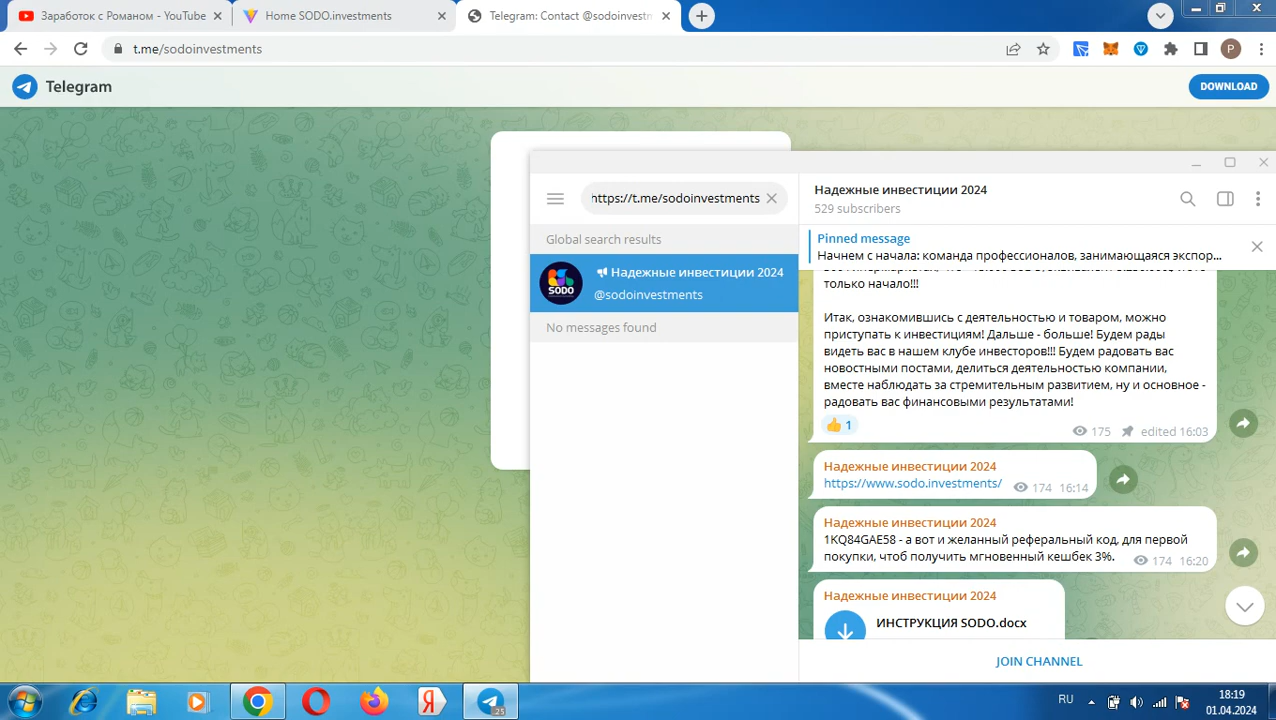 Заработок с Романом - YouTube
Home SODO.investments
Telegram: Contact @sodoinvestm
t.me/sodoinvestments
P
Telegram
DOWNLOAD
https://t.me/sodoinvestments
Global search results
SODO
Надежные инвестиции 2024
@sodoinvestments
No messages found
Надежные инвестиции 2024
529 subscribers
Pinned message
Начнем с начала: команда профессионалов, занимающаяся экспор...
только начало!!!
Итак, ознакомившись с деятельностью и товаром, можно
приступать к инвестициям! Дальше - больше! Будем рады
видеть вас в нашем клубе инвесторов!!! Будем радовать вас
новостными постами, делиться деятельностью компании,
вместе наблюдать за стремительным развитием, ну и основное -
радовать вас финансовыми результатами!
👍 1
175 edited 16:03
Надежные инвестиции 2024
https://www.sodo.investments/
174 16:14
Надежные инвестиции 2024
1KQ84GAE58 - а вот и желанный реферальный код, для первой
покупки, чтоб получить мгновенный кешбек 3%.
174 16:20
Надежные инвестиции 2024
ИНСТРУКЦИЯ SODO.docx
JOIN CHANNEL
Я
23
RU
18:19
01.04.2024